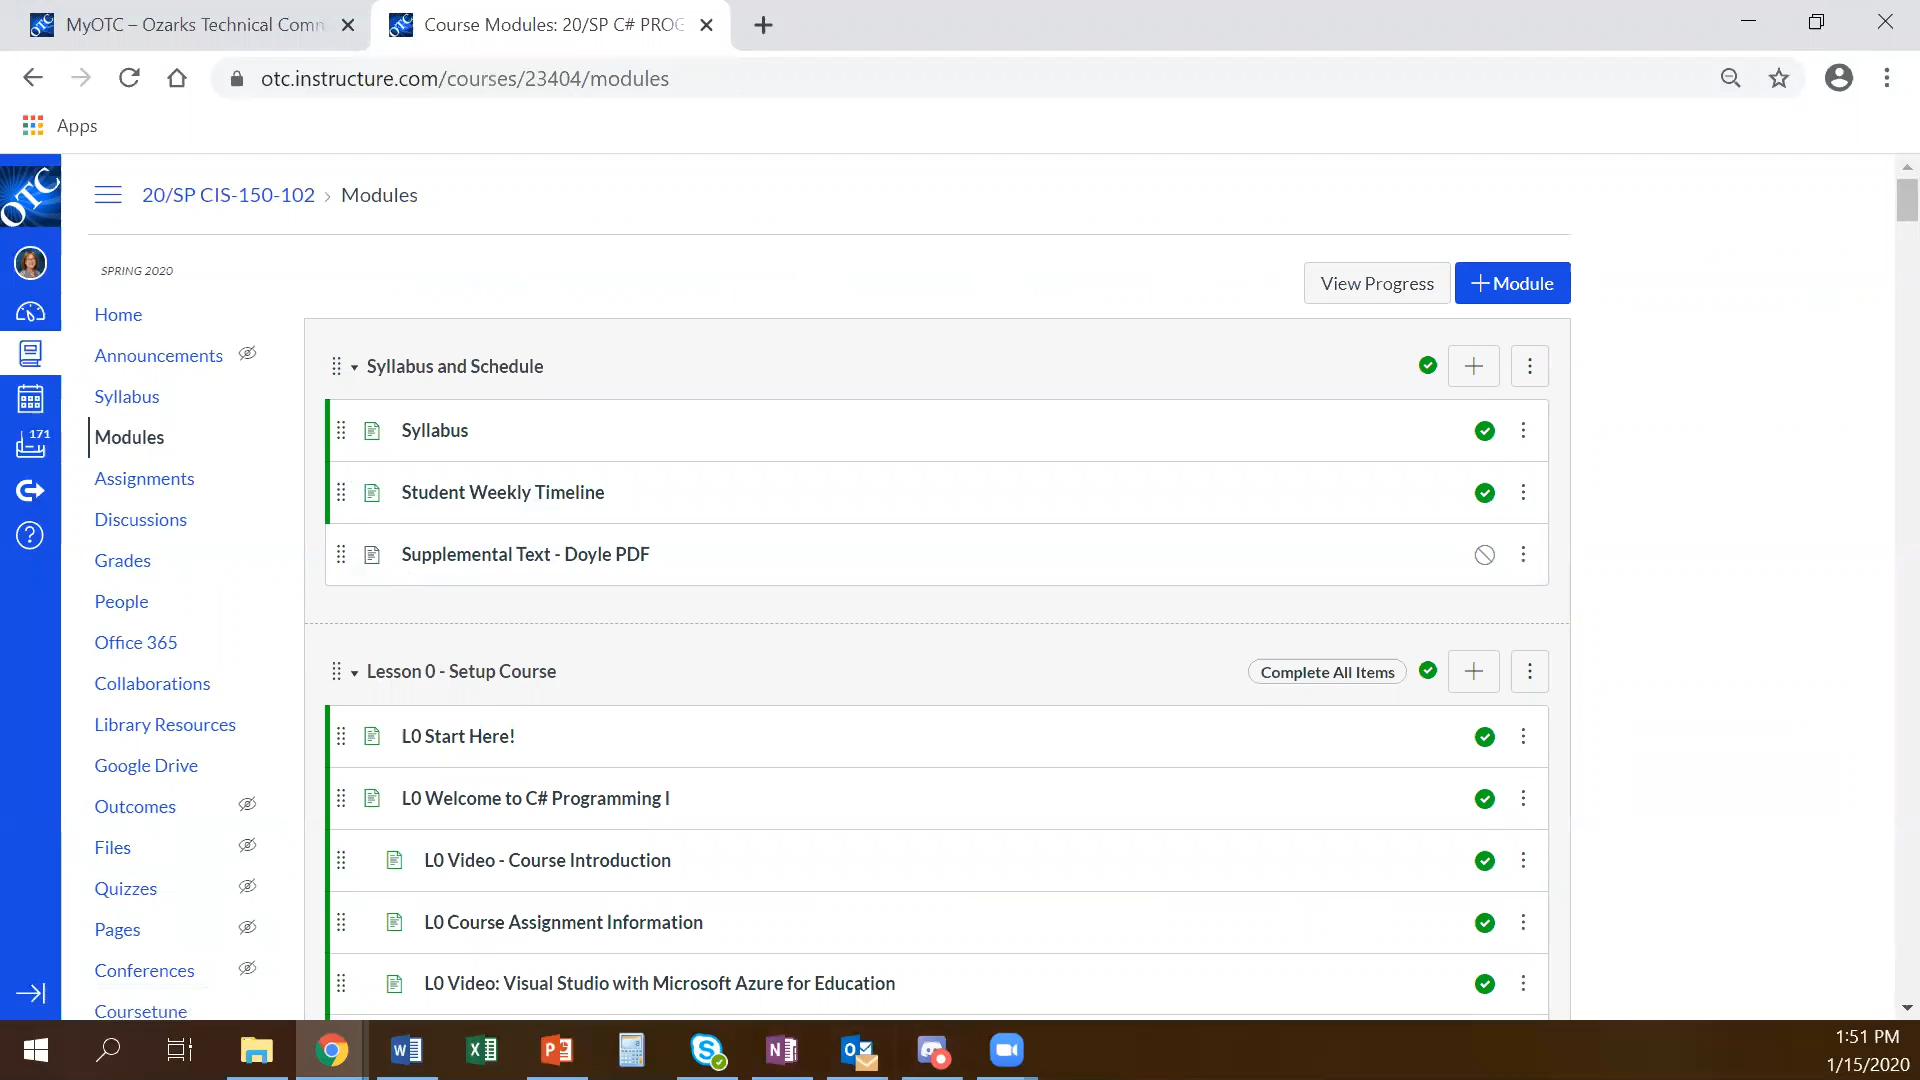 MyOTC – Ozarks Technical Comn
Course Modules: 20/SP C# PROG
otc.instructure.com/courses/23404/modules
Apps
OTC
20/SP CIS-150-102 › Modules
SPRING 2020
View Progress
+ Module
Home
Announcements
Syllabus
Modules
Assignments
Discussions
Grades
People
Office 365
Collaborations
Library Resources
Google Drive
Outcomes
Files
Quizzes
Pages
Conferences
Coursetune
171
Syllabus and Schedule
Syllabus
Student Weekly Timeline
Supplemental Text - Doyle PDF
Lesson 0 - Setup Course
Complete All Items
L0 Start Here!
L0 Welcome to C# Programming I
L0 Video - Course Introduction
L0 Course Assignment Information
L0 Video: Visual Studio with Microsoft Azure for Education
1:51 PM
1/15/2020